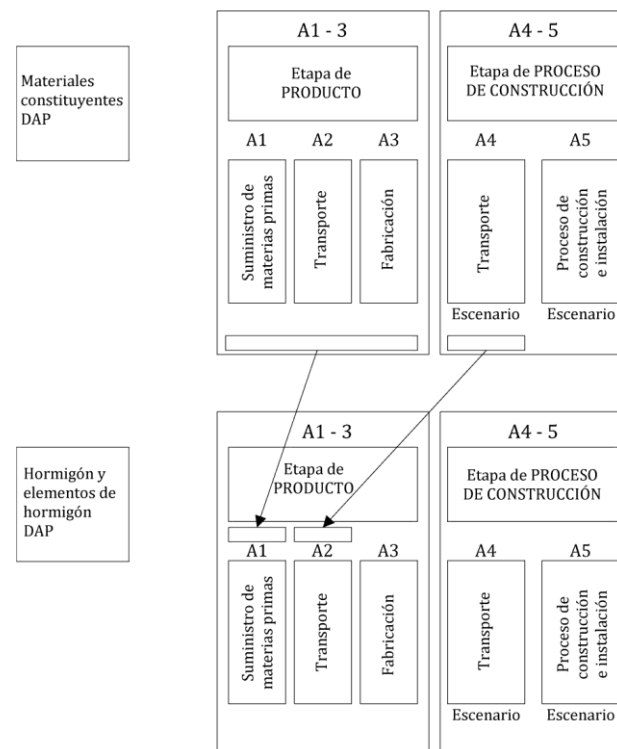 Materiales
constituyentes
DAP
A1 - 3
Etapa de
PRODUCTO
A1
A2
A3
Suministro de
materias primas
Transporte
Fabricación
A4 - 5
Etapa de PROCESO
DE CONSTRUCCIÓN
A4
A5
Transporte
Proceso de
construcción
e instalación
Escenario
Escenario
Hormigón y
elementos de
hormigón
DAP
A1 - 3
Etapa de
PRODUCTO
A1
A2
A3
Suministro de
materias primas
Transporte
Fabricación
A4 - 5
Etapa de PROCESO
DE CONSTRUCCIÓN
A4
A5
Transporte
Proceso de
construcción
e instalación
Escenario
Escenario